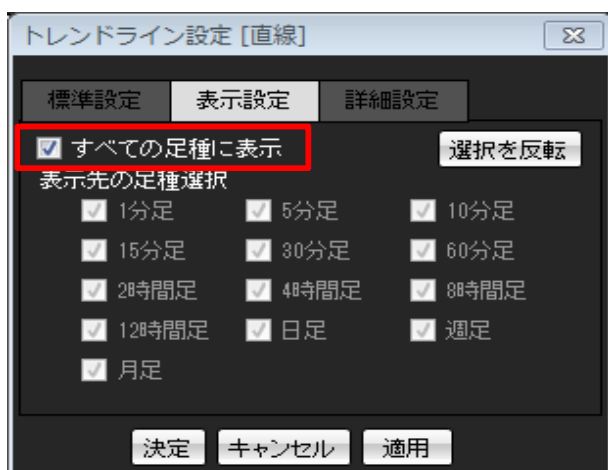 トレンドライン設定 [直線]
標準設定 表示設定 詳細設定
すべての足種に表示 選択を反転
表示先の足種選択
1分足 5分足 10分足
15分足 30分足 60分足
2時間足 4時間足 8時間足
12時間足 日足 週足
月足
決定 キャンセル 適用